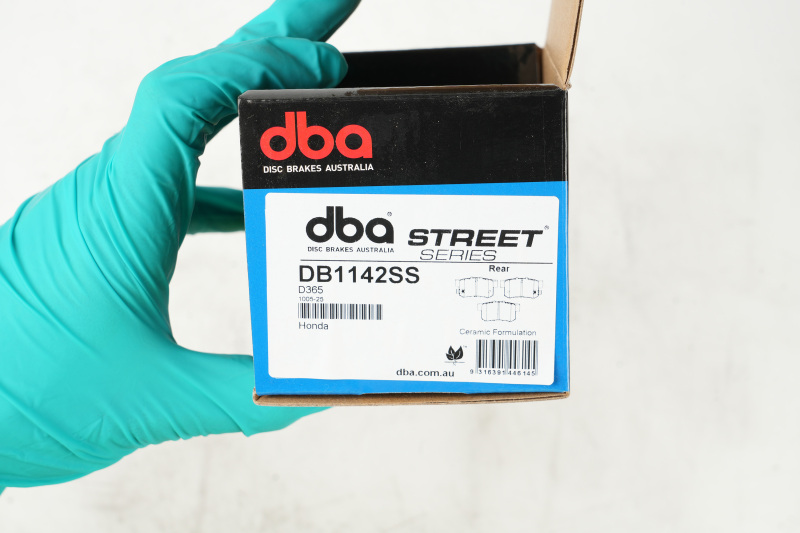 dba
DISC BRAKES AUSTRALIA
dba®
DISC BRAKES AUSTRALIA
STREET®
SERIES
DB1142SS
Rear
D365
1005-25
Honda
Ceramic Formulation
dba.com.au
9 316391 446145